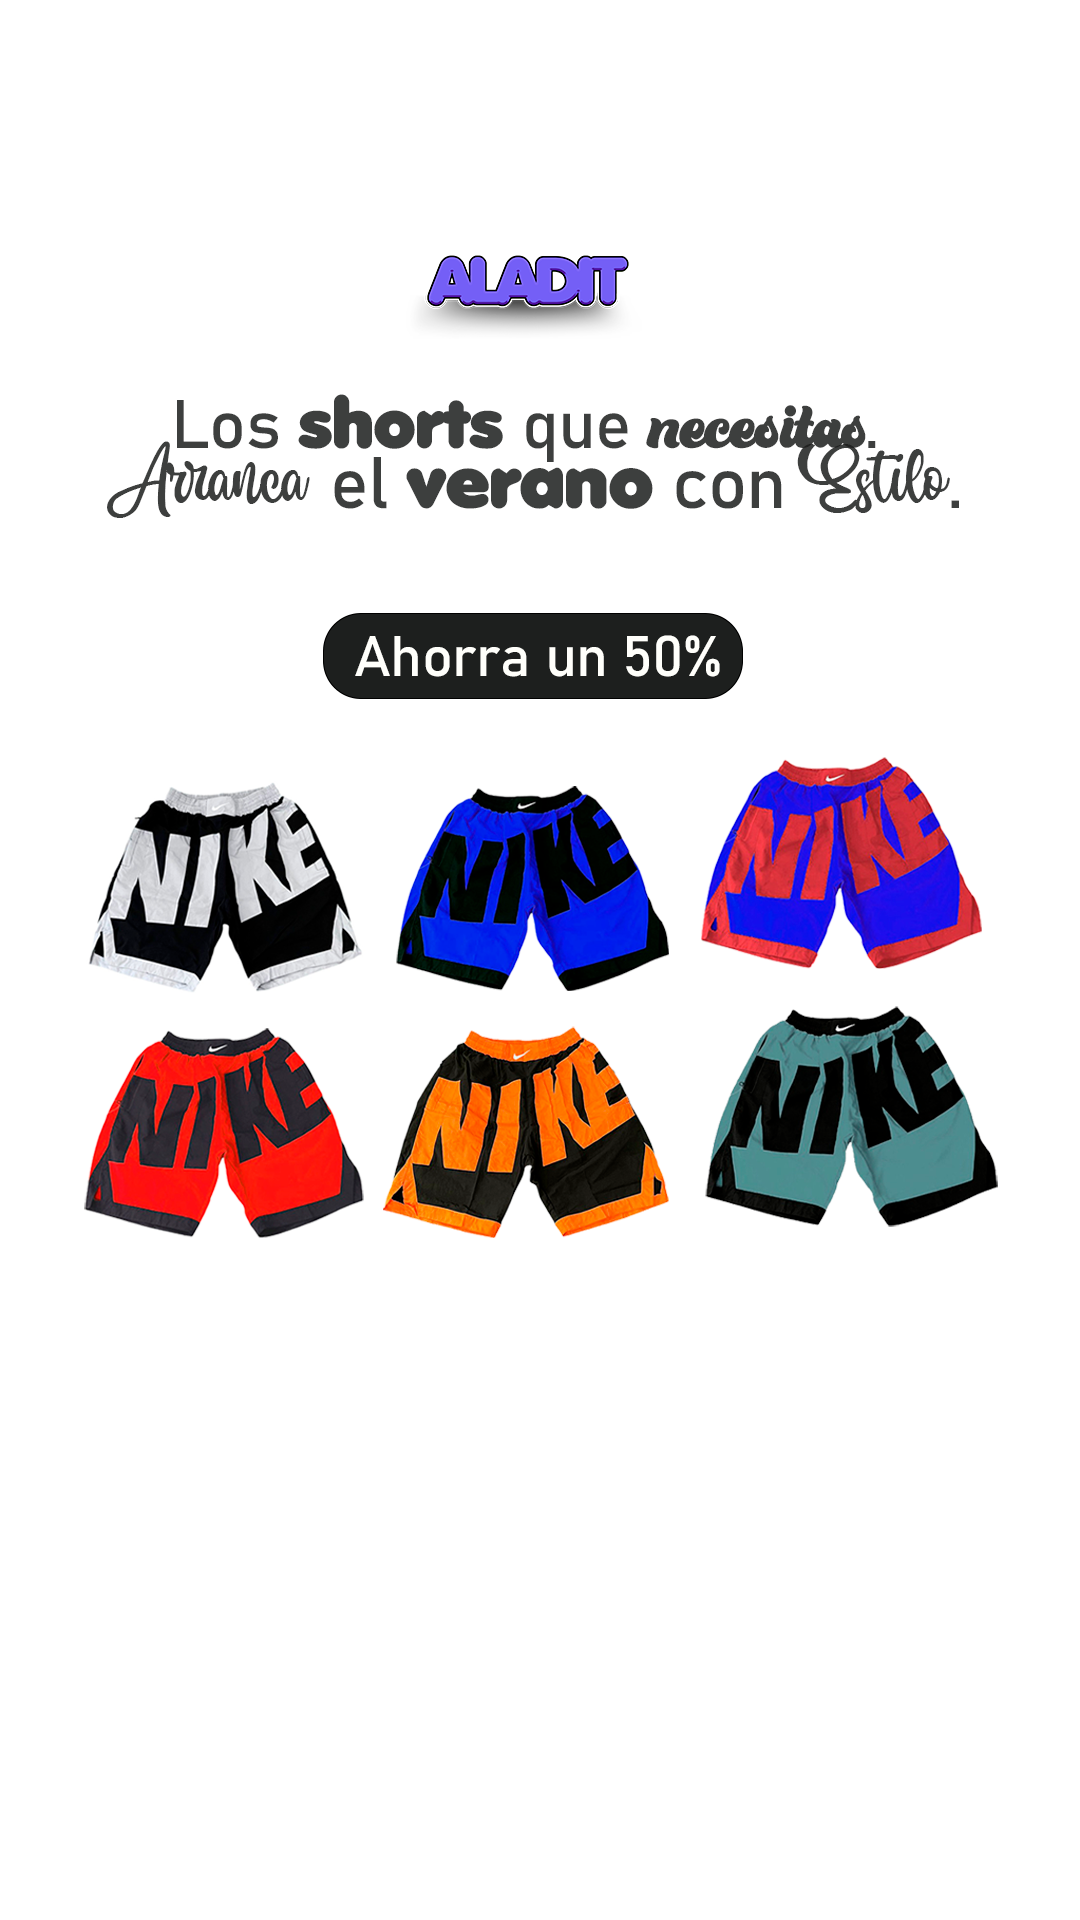 ALADIT
Los shorts que necesitas.
Arranca el verano con Estilo.
Ahorra un 50%
NIKE
NIKE
NIKE
NIKE
NIKE
NIKE